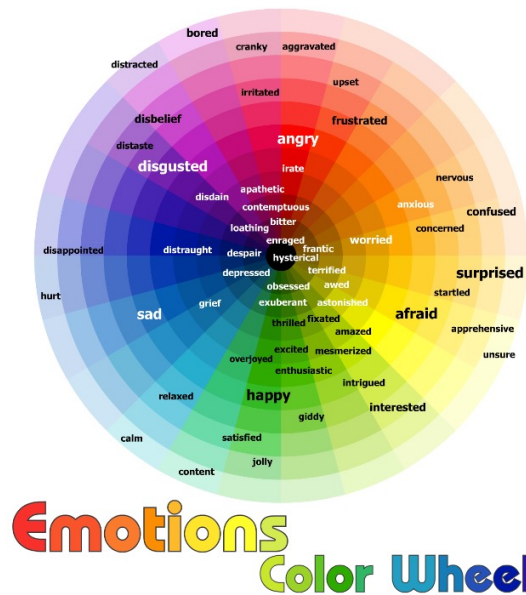 bored
cranky aggravated
distracted
upset
irritated
disbelief frustrated
distaste angry
disgusted irate
nervous
apathetic
disdain anxious
contemptuous confused
bitter
loathing concerned
enraged worried
disappointed distraught despair frantic
hysterical
depressed terrified surprised
obsessed awed startled
hurt grief exuberant astonished
sad thrilled fixated afraid
amazed apprehensive
excited mesmerized unsure
overjoyed
enthusiastic
intrigued
relaxed happy interested
giddy
calm satisfied
jolly
content
Emotions
Color Wheel